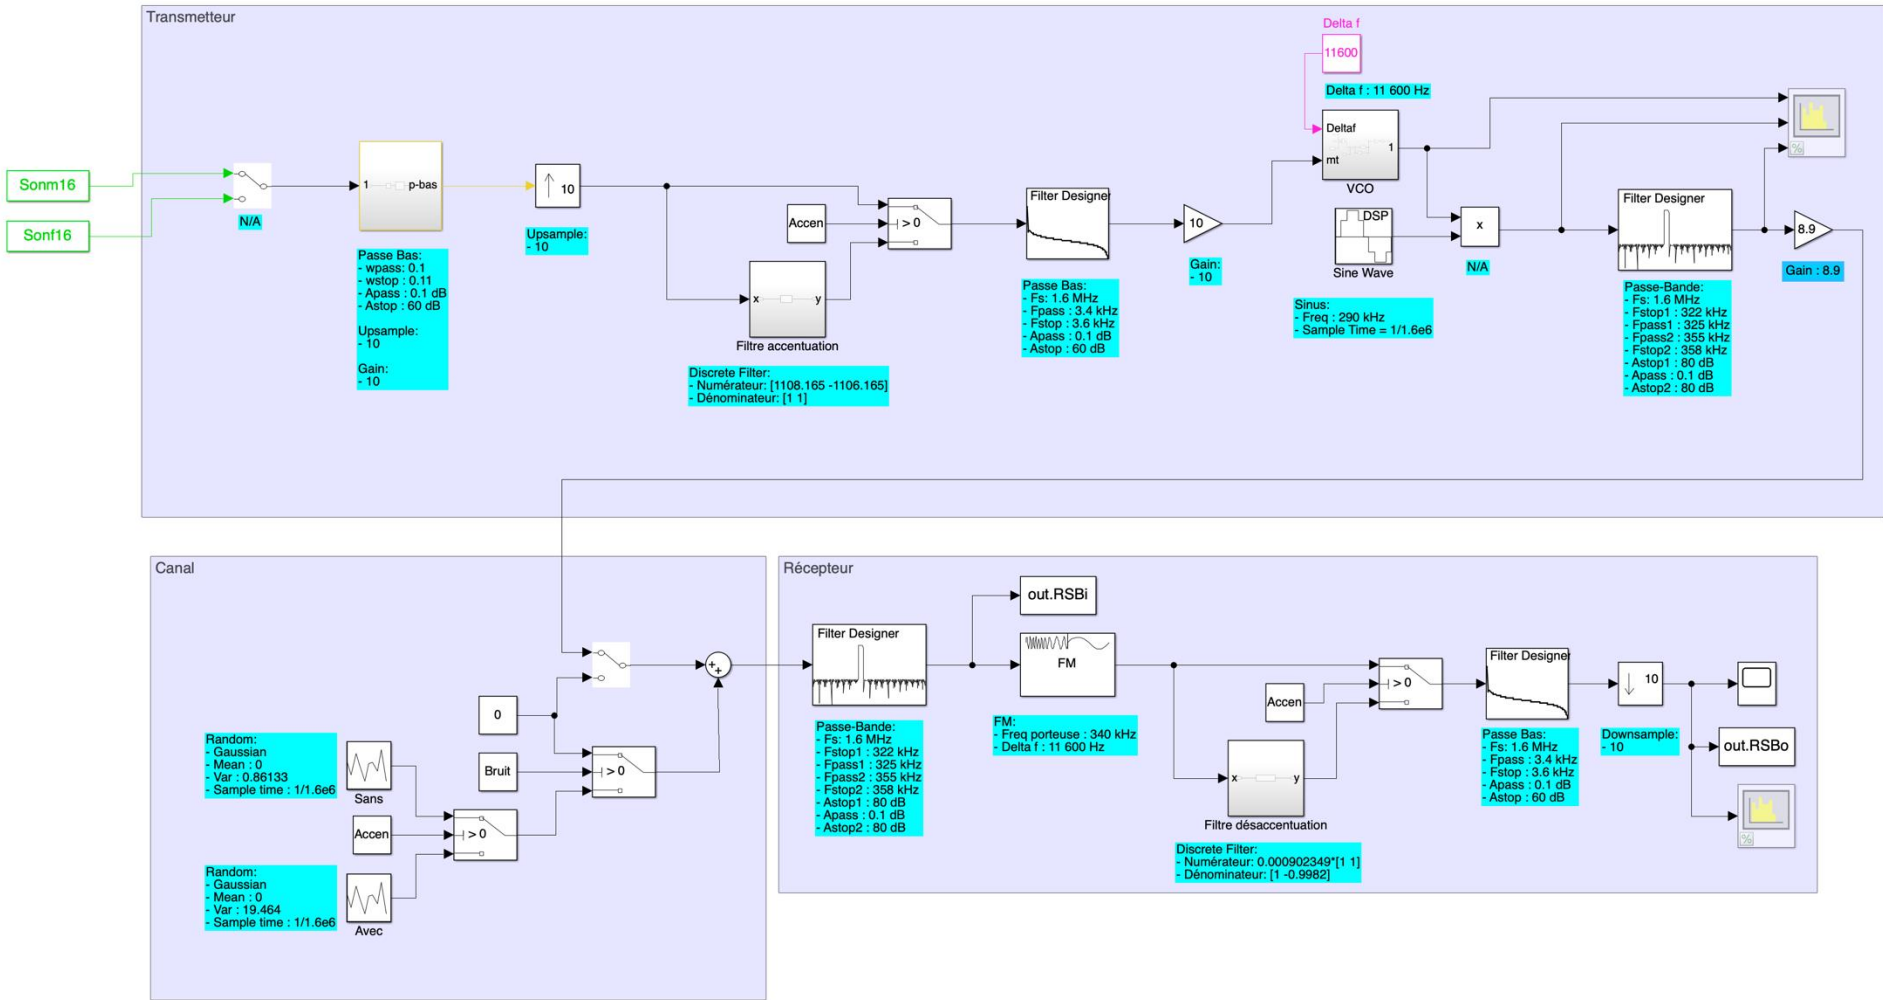 Transmetteur
Delta f
11600
Delta f : 11 600 Hz
Sonm16
Sonf16
N/A
1
p-bas
Passe Bas:
- wpass: 0.1
- wstop : 0.11
- Apass : 0.1 dB
- Astop : 60 dB
Upsample:
- 10
Gain:
- 10
10
Upsample:
- 10
Accen
> 0
x
y
Filtre accentuation
Discrete Filter:
- Numérateur: [1108.165 -1106.165]
- Dénominateur: [1 1]
Filter Designer
Passe Bas:
- Fs: 1.6 MHz
- Fpass : 3.4 kHz
- Fstop : 3.6 kHz
- Apass : 0.1 dB
- Astop : 60 dB
10
Gain:
- 10
Deltaf
mt
1
VCO
DSP
Sine Wave
Sinus:
- Freq : 290 kHz
- Sample Time = 1/1.6e6
x
N/A
Filter Designer
Passe-Bande:
- Fs: 1.6 MHz
- Fstop1 : 322 kHz
- Fpass1 : 325 kHz
- Fpass2 : 355 kHz
- Fstop2 : 358 kHz
- Astop1 : 80 dB
- Apass : 0.1 dB
- Astop2 : 80 dB
%
8.9
Gain : 8.9
Canal
0
Bruit
> 0
Random:
- Gaussian
- Mean : 0
- Var : 0.86133
- Sample time : 1/1.6e6
Sans
Accen
> 0
Random:
- Gaussian
- Mean : 0
- Var : 19.464
- Sample time : 1/1.6e6
Avec
+
+
Récepteur
Filter Designer
Passe-Bande:
- Fs: 1.6 MHz
- Fstop1 : 322 kHz
- Fpass1 : 325 kHz
- Fpass2 : 355 kHz
- Fstop2 : 358 kHz
- Astop1 : 80 dB
- Apass : 0.1 dB
- Astop2 : 80 dB
out.RSBi
FM
FM:
- Freq porteuse : 340 kHz
- Delta f : 11 600 Hz
Accen
> 0
x
y
Filtre désaccentuation
Discrete Filter:
- Numérateur: 0.000902349*[1 1]
- Dénominateur: [1 -0.9982]
Filter Designer
Passe Bas:
- Fs: 1.6 MHz
- Fpass : 3.4 kHz
- Fstop : 3.6 kHz
- Apass : 0.1 dB
- Astop : 60 dB
10
Downsample:
- 10
out.RSBo
%